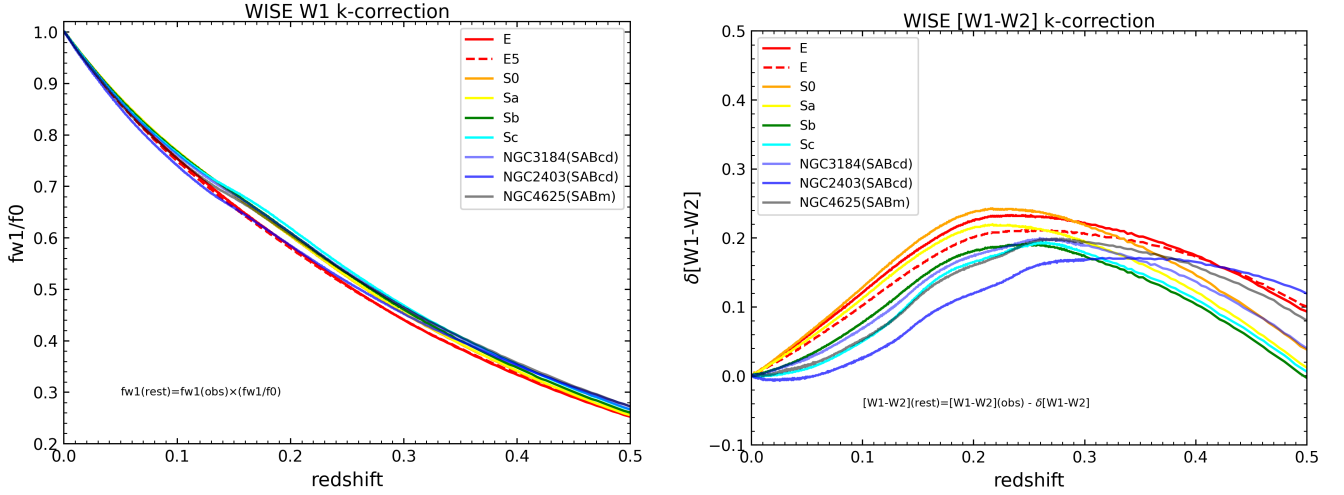 WISE W1 k-correction
fw1/f0
1.0
0.9
0.8
0.7
0.6
0.5
0.4
0.3
0.2
E
E5
S0
Sa
Sb
Sc
NGC3184(SABcd)
NGC2403(SABcd)
NGC4625(SABm)
fw1(rest)=fw1(obs)×(fw1/f0)
0.0 0.1 0.2 0.3 0.4 0.5
redshift
WISE [W1-W2] k-correction
δ[W1-W2]
0.5
0.4
0.3
0.2
0.1
0.0
−0.1
E
E
S0
Sa
Sb
Sc
NGC3184(SABcd)
NGC2403(SABcd)
NGC4625(SABm)
[W1-W2](rest)=[W1-W2](obs) - δ[W1-W2]
0.0 0.1 0.2 0.3 0.4 0.5
redshift